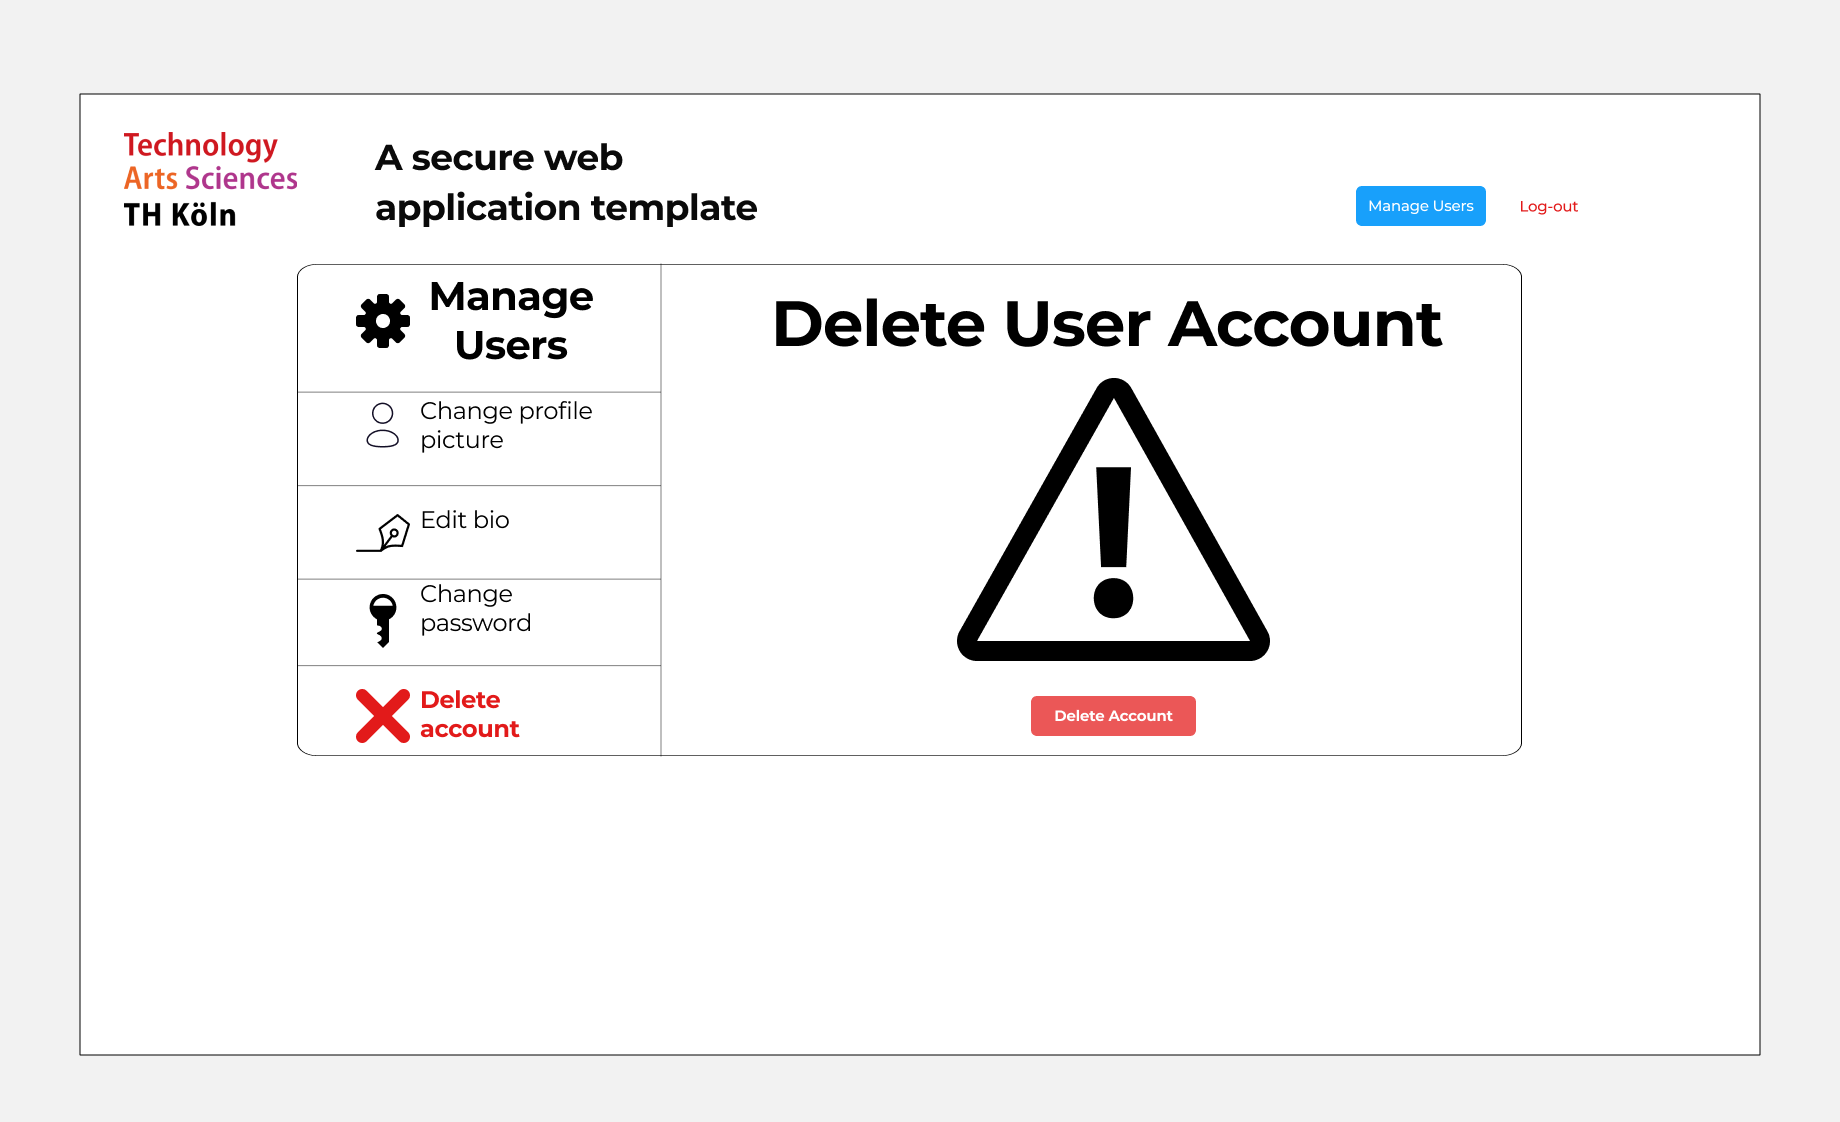 Technology
Arts Sciences
TH Köln
A secure web
application template
Manage Users
Log-out
Manage
Users
Change profile
picture
Edit bio
Change
password
Delete
account
Delete User Account
Delete Account